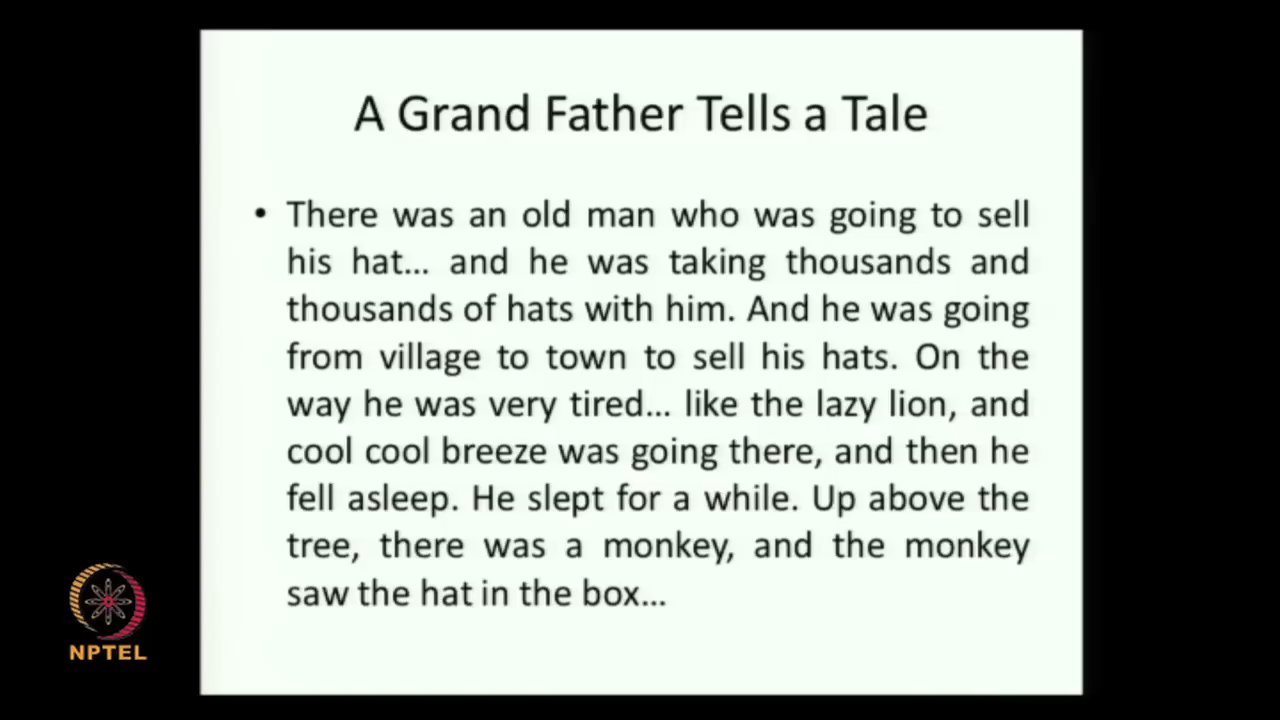 A Grand Father Tells a Tale
• There was an old man who was going to sell
his hat... and he was taking thousands and
thousands of hats with him. And he was going
from village to town to sell his hats. On the
way he was very tired... like the lazy lion, and
cool cool breeze was going there, and then he
fell asleep. He slept for a while. Up above the
tree, there was a monkey, and the monkey
saw the hat in the box...
NPTEL